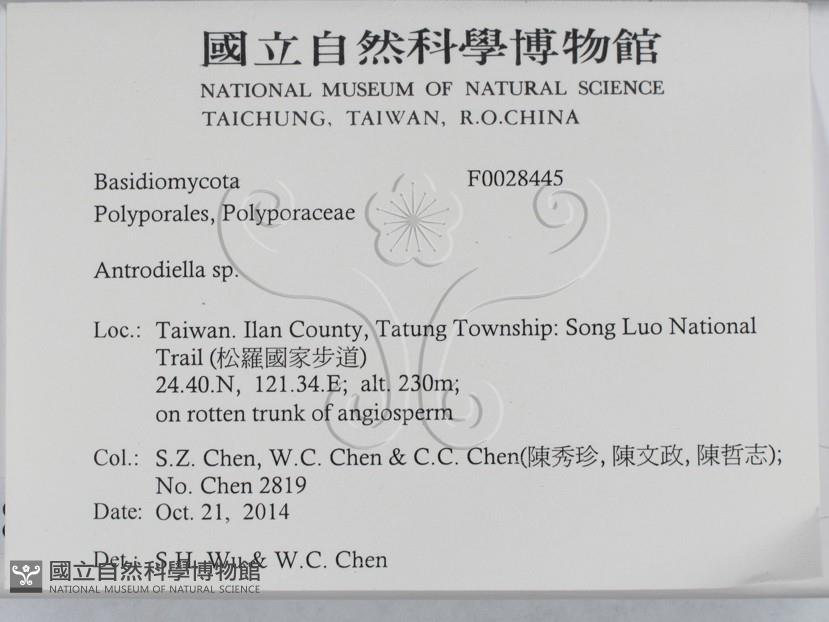 國立自然科學博物館
NATIONAL MUSEUM OF NATURAL SCIENCE
TAICHUNG, TAIWAN, R.O.CHINA
Basidiomycota F0028445
Polyporales, Polyporaceae
Antrodiella sp.
Loc.: Taiwan. Ilan County, Tatung Township: Song Luo National
Trail (松羅國家步道)
24.40.N, 121.34.E; alt. 230m;
on rotten trunk of angiosperm
Col.: S.Z. Chen, W.C. Chen & C.C. Chen(陳秀珍, 陳文政, 陳哲志);
No. Chen 2819
Date: Oct. 21, 2014
Det.: S.H. Wu & W.C. Chen
國立自然科學博物館
NATIONAL MUSEUM OF NATURAL SCIENCE